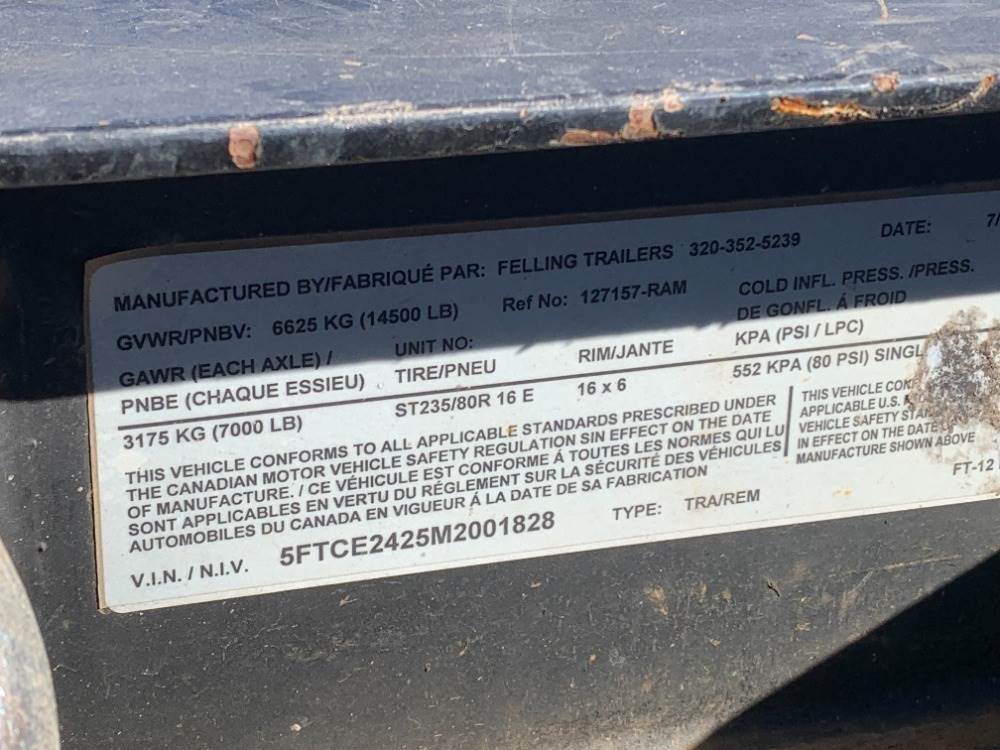 MANUFACTURED BY/FABRIQUÉ PAR: FELLING TRAILERS 320-352-5239 DATE: 7/
GVWR/PNBV: 6625 KG (14500 LB) Ref No: 127157-RAM COLD INFL. PRESS. /PRESS.
DE GONFL. Á FROID
GAWR (EACH AXLE) / UNIT NO: KPA (PSI / LPC)
PNBE (CHAQUE ESSIEU) TIRE/PNEU RIM/JANTE
3175 KG (7000 LB) ST235/80R 16 E 16 x 6 552 KPA (80 PSI) SINGL
THIS VEHICLE CONFORMS TO ALL APPLICABLE STANDARDS PRESCRIBED UNDER
THE CANADIAN MOTOR VEHICLE SAFETY REGULATION SIN EFFECT ON THE DATE
OF MANUFACTURE. / CE VÉHICULE EST CONFORME Á TOUTES LES NORMES QUI LU
SONT APPLICABLES EN VERTU DU RÉGLEMENT SUR LA SÉCURITÉ DES VÉHICULES
AUTOMOBILES DU CANADA EN VIGUEUR Á LA DATE DE SA FABRICATION
THIS VEHICLE
APPLICABLE U.S.
VEHICLE SAFETY
IN EFFECT ON THE DATE
MANUFACTURE SHOWN ABOVE
V.I.N. / N.I.V. 5FTCE2425M2001828 TYPE: TRA/REM FT-12